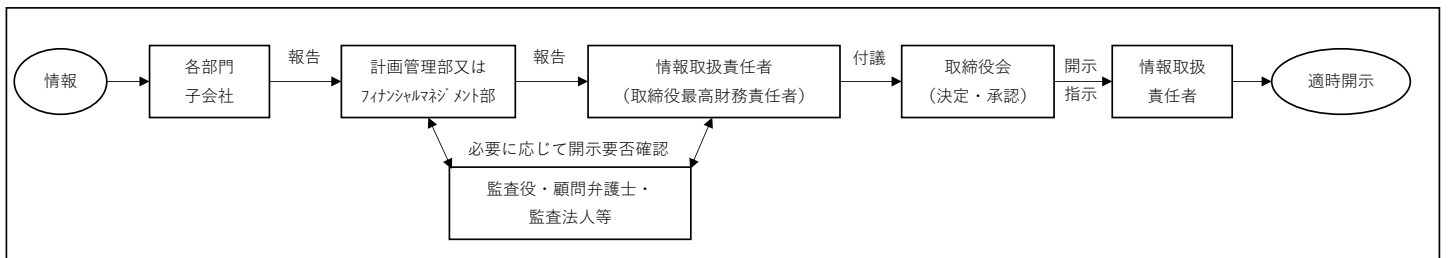 情報
各部門
子会社
報告
計画管理部又は
ﾌｨﾅﾝｼｬﾙﾏﾈｼﾞﾒﾝﾄ部
報告
情報取扱責任者
（取締役最高財務責任者）
付議
取締役会
（決定・承認）
開示
指示
情報取扱
責任者
適時開示
必要に応じて開示要否確認
監査役・顧問弁護士・
監査法人等